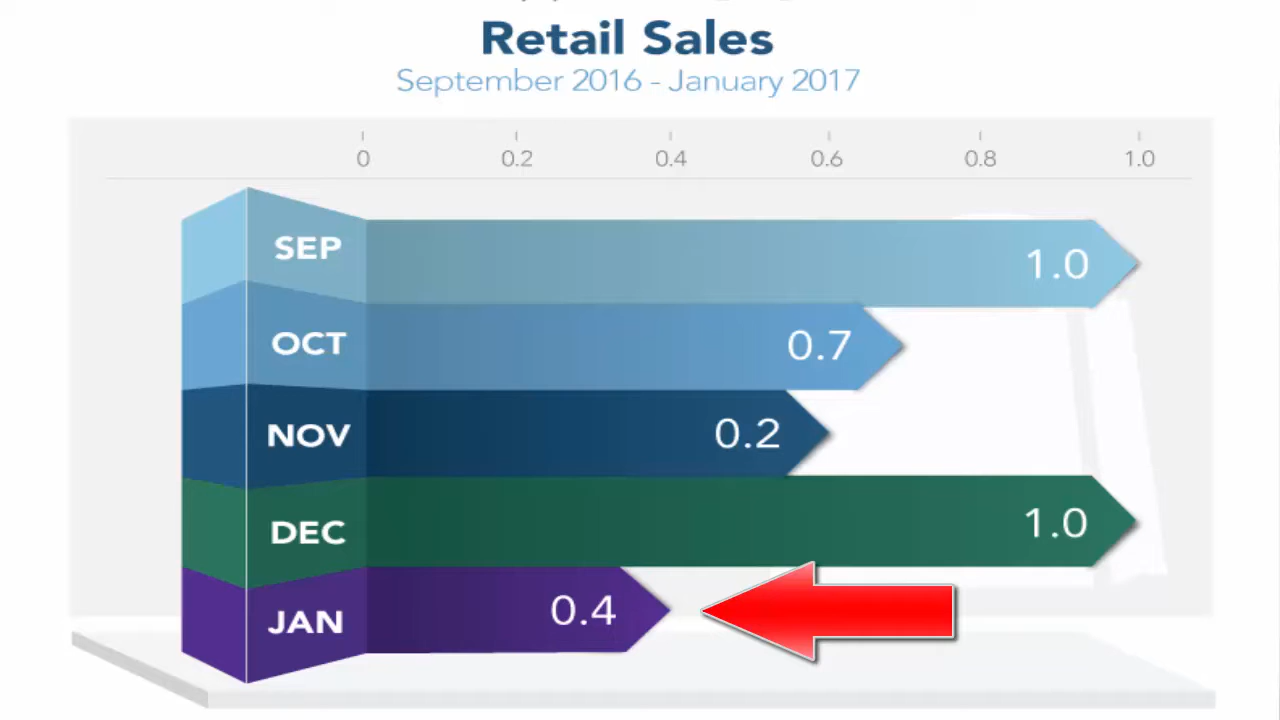 Retail Sales
September 2016 - January 2017
0 0.2 0.4 0.6 0.8 1.0
SEP 1.0
OCT 0.7
NOV 0.2
DEC 1.0
JAN 0.4